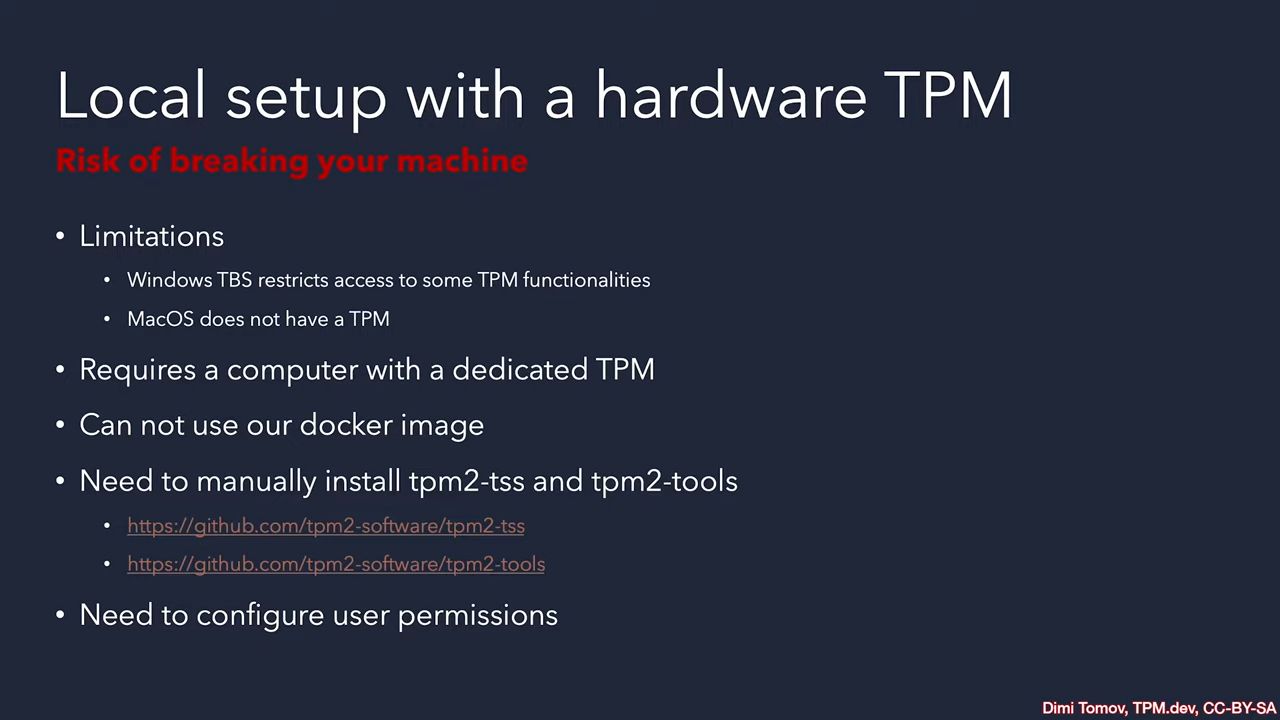 Local setup with a hardware TPM
Risk of breaking your machine
• Limitations
• Windows TBS restricts access to some TPM functionalities
• MacOS does not have a TPM
• Requires a computer with a dedicated TPM
• Can not use our docker image
• Need to manually install tpm2-tss and tpm2-tools
• https://github.com/tpm2-software/tpm2-tss
• https://github.com/tpm2-software/tpm2-tools
• Need to configure user permissions
Dimi Tomov, TPM.dev, CC-BY-SA